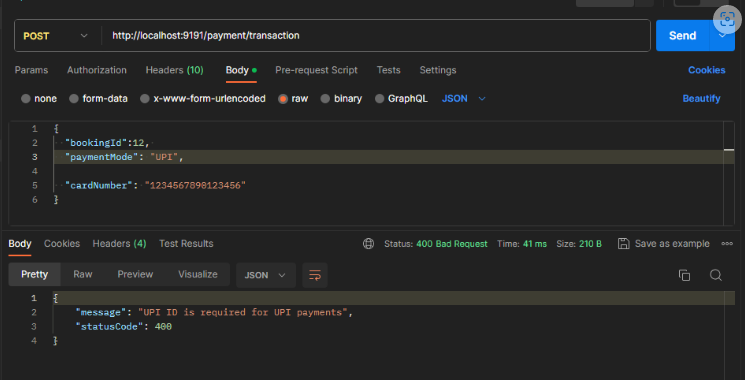 POST
http://localhost:9191/payment/transaction
Send
Params Authorization Headers (10) Body Pre-request Script Tests Settings Cookies
none form-data x-www-form-urlencoded raw binary GraphQL JSON Beautify
1 {
2 "bookingId":12,
3 "paymentMode": "UPI",
4
5 "cardNumber": "1234567890123456"
6 }
Body Cookies Headers (4) Test Results Status: 400 Bad Request Time: 41 ms Size: 210 B Save as example
Pretty Raw Preview Visualize JSON
1 {
2 "message": "UPI ID is required for UPI payments",
3 "statusCode": 400
4 }